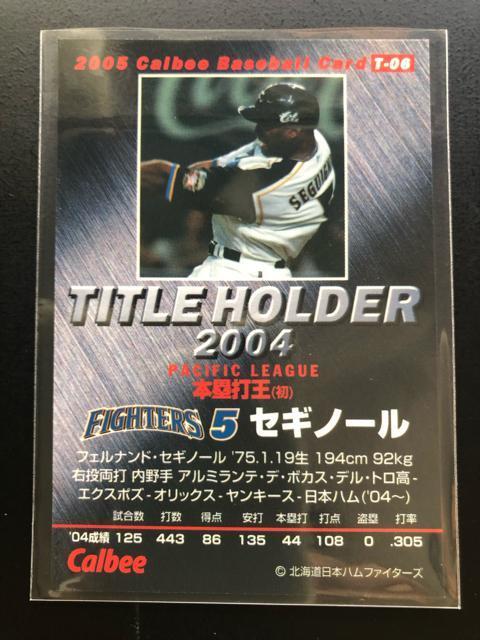 2005 Calbee Baseball Card T-06
SEGUIGNOL
TITLE HOLDER
2004
PACIFIC LEAGUE
本塁打王(初)
FIGHTERS 5 セギノール
フェルナンド・セギノール '75.1.19生 194cm 92kg
右投両打 内野手 アルミランテ・デ・ボカス・デル・トロ高-
エクスポズ-オリックス-ヤンキース-日本ハム('04~)
試合数 打数 得点 安打 本塁打 打点 盗塁 打率
'04成績 125 443 86 135 44 108 0 .305
Calbee
© 北海道日本ハムファイターズ